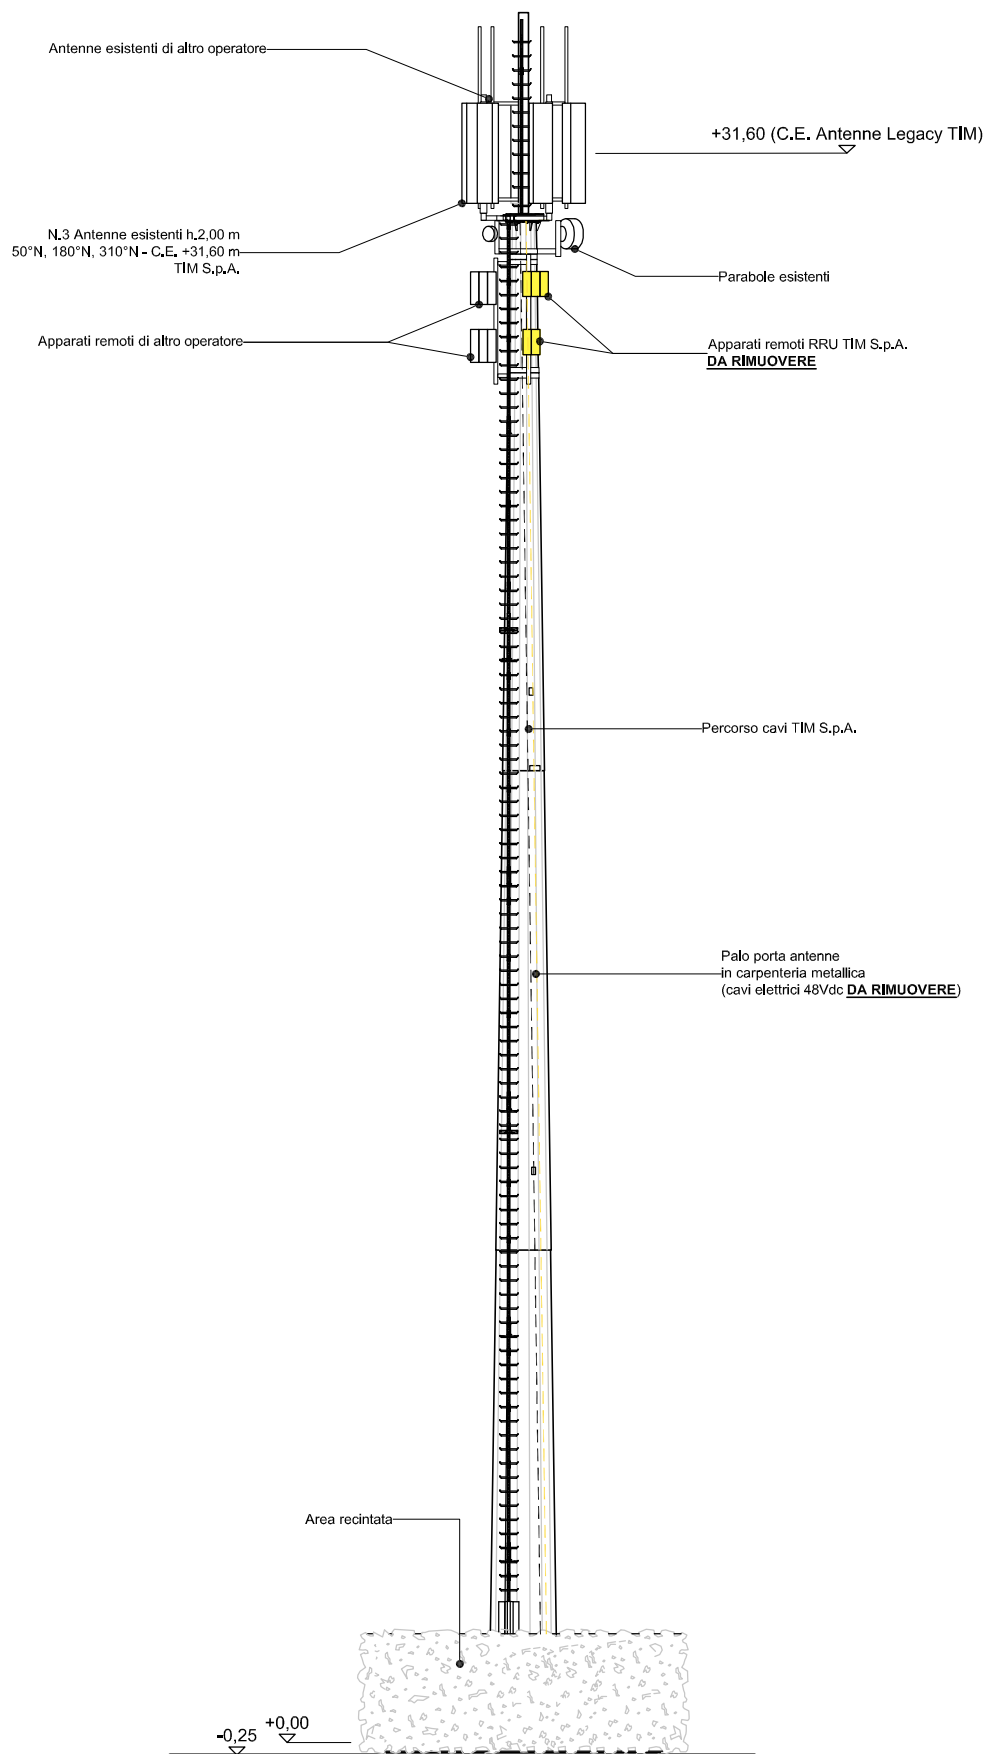 Antenne esistenti di altro operatore
+31,60 (C.E. Antenne Legacy TIM)
N.3 Antenne esistenti h.2,00 m
50°N, 180°N, 310°N - C.E. +31,60 m
TIM S.p.A.
Parabole esistenti
Apparati remoti di altro operatore
Apparati remoti RRU TIM S.p.A.
DA RIMUOVERE
Percorso cavi TIM S.p.A.
Palo porta antenne
in carpenteria metallica
(cavi elettrici 48Vdc DA RIMUOVERE)
Area recintata
-0,25
+0,00